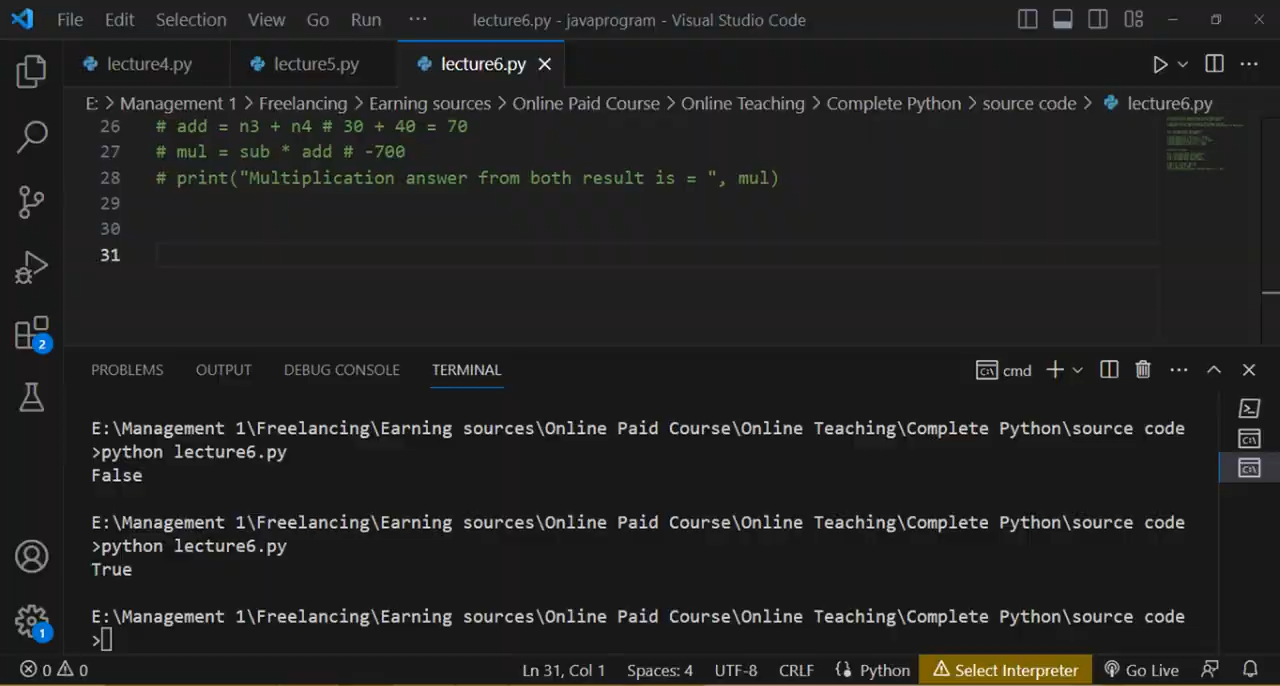 File Edit Selection View Go Run ··· lecture6.py - javaprogram - Visual Studio Code
lecture4.py lecture5.py lecture6.py
E: > Management 1 > Freelancing > Earning sources > Online Paid Course > Online Teaching > Complete Python > source code > lecture6.py
26 # add = n3 + n4 # 30 + 40 = 70
27 # mul = sub * add # -700
28 # print("Multiplication answer from both result is = ", mul)
29
30
31
PROBLEMS OUTPUT DEBUG CONSOLE TERMINAL cmd
E:\Management 1\Freelancing\Earning sources\Online Paid Course\Online Teaching\Complete Python\source code
>python lecture6.py
False
E:\Management 1\Freelancing\Earning sources\Online Paid Course\Online Teaching\Complete Python\source code
>python lecture6.py
True
E:\Management 1\Freelancing\Earning sources\Online Paid Course\Online Teaching\Complete Python\source code
>
2
1
0 0 Ln 31, Col 1 Spaces: 4 UTF-8 CRLF Python Select Interpreter Go Live